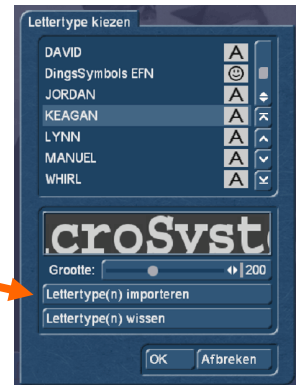 Lettertype kiezen
DAVID A
DingsSymbols EFN
JORDAN A
KEAGAN A
LYNN A
MANUEL A
WHIRL A
croSyst
Grootte: 200
Lettertype(n) importeren
Lettertype(n) wissen
OK Afbreken